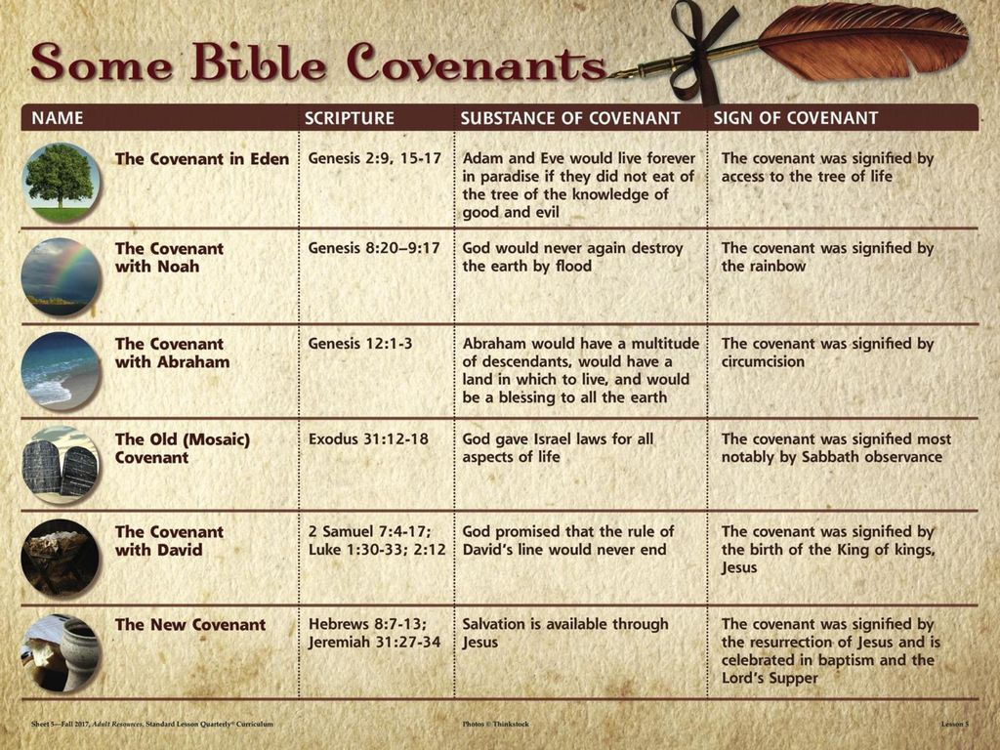 Some Bible Covenants
NAME SCRIPTURE SUBSTANCE OF COVENANT SIGN OF COVENANT
The Covenant in Eden
Genesis 2:9, 15-17
Adam and Eve would live forever
in paradise if they did not eat of
the tree of the knowledge of
good and evil
The covenant was signified by
access to the tree of life
The Covenant
with Noah
Genesis 8:20–9:17
God would never again destroy
the earth by flood
The covenant was signified by
the rainbow
The Covenant
with Abraham
Genesis 12:1-3
Abraham would have a multitude
of descendants, would have a
land in which to live, and would
be a blessing to all the earth
The covenant was signified by
circumcision
The Old (Mosaic)
Covenant
Exodus 31:12-18
God gave Israel laws for all
aspects of life
The covenant was signified most
notably by Sabbath observance
The Covenant
with David
2 Samuel 7:4-17;
Luke 1:30-33; 2:12
God promised that the rule of
David's line would never end
The covenant was signified by
the birth of the King of kings,
Jesus
The New Covenant
Hebrews 8:7-13;
Jeremiah 31:27-34
Salvation is available through
Jesus
The covenant was signified by
the resurrection of Jesus and is
celebrated in baptism and the
Lord's Supper
Sheet 5—Fall 2017, Adult Resources, Standard Lesson Quarterly® Curriculum
Photos © Thinkstock
Lesson 5